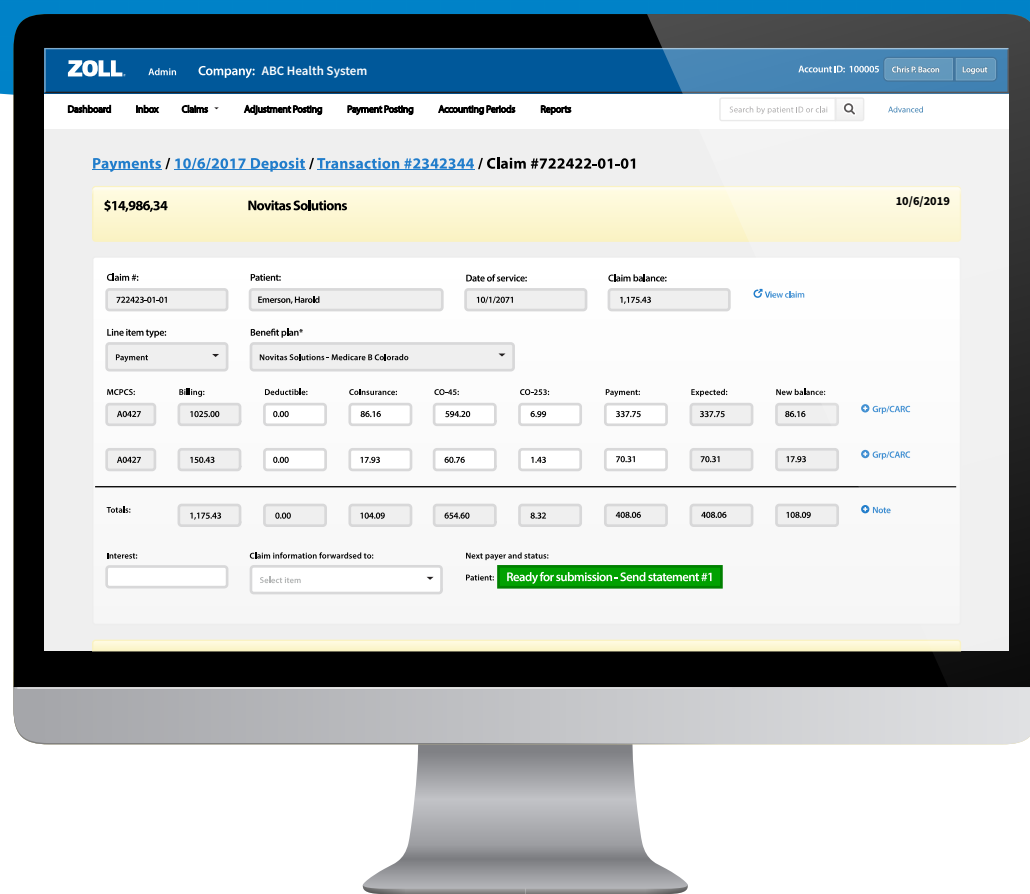 ZOLL Admin Company: ABC Health System Account ID: 100005 Chris P. Bacon Logout
Dashboard Inbox Claims Adjustment Posting Payment Posting Accounting Periods Reports Search by patient ID or clai Advanced
Payments / 10/6/2017 Deposit / Transaction #2342344 / Claim #722422-01-01
$14,986,34 Novitas Solutions 10/6/2019
Claim #: Patient: Date of service: Claim balance:
722423-01-01 Emerson, Harold 10/1/2071 1,175.43 View claim
Line item type: Benefit plan*
Payment Novitas Solutions - Medicare B Colorado
MCPCS: Billing: Deductible: Coinsurance: CO-45: CO-253: Payment: Expected: New balance:
A0427 1025.00 0.00 86.16 594.20 6.99 337.75 337.75 86.16 Grp/CARC
A0427 150.43 0.00 17.93 60.76 1.43 70.31 70.31 17.93 Grp/CARC
Totals: 1,175.43 0.00 104.09 654.60 8.32 408.06 408.06 108.09 Note
Interest: Claim information forwardsed to: Next payer and status:
Select item Patient: Ready for submission - Send statement #1